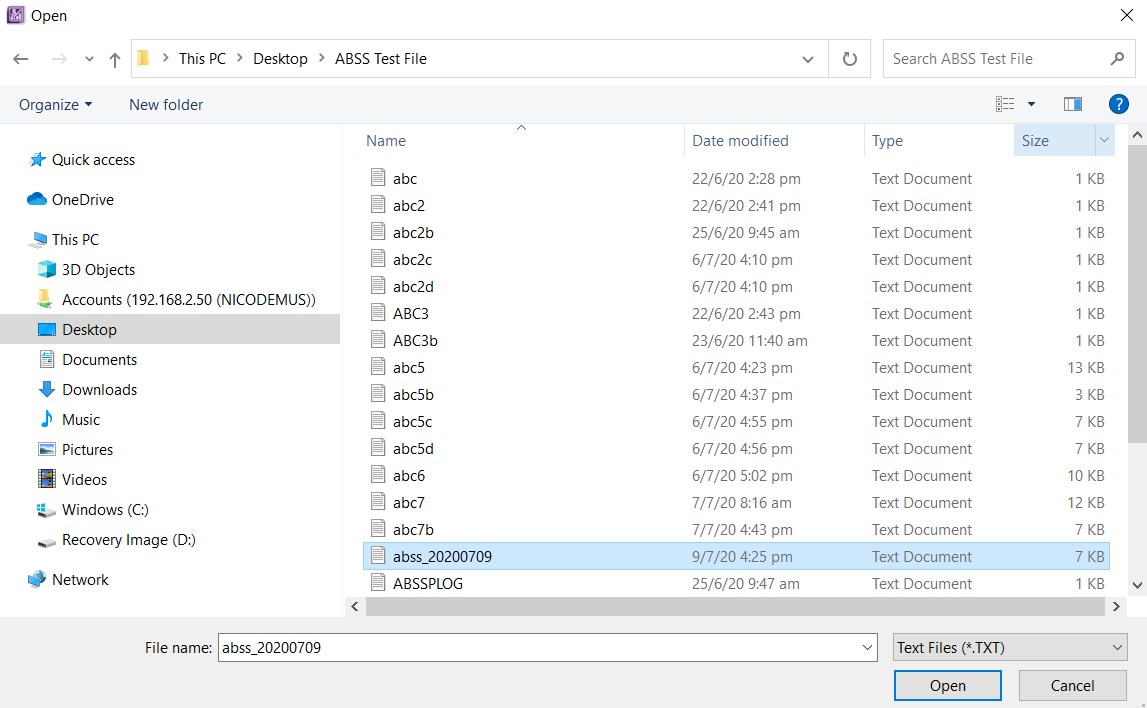 Open
This PC > Desktop > ABSS Test File
Search ABSS Test File
Organize
New folder
?
Name Date modified Type Size
Quick access
OneDrive
This PC
3D Objects
Accounts (192.168.2.50 (NICODEMUS))
Desktop
Documents
Downloads
Music
Pictures
Videos
Windows (C:)
Recovery Image (D:)
Network
abc 22/6/20 2:28 pm Text Document 1 KB
abc2 22/6/20 2:41 pm Text Document 1 KB
abc2b 25/6/20 9:45 am Text Document 1 KB
abc2c 6/7/20 4:10 pm Text Document 1 KB
abc2d 6/7/20 4:10 pm Text Document 1 KB
ABC3 22/6/20 2:43 pm Text Document 1 KB
ABC3b 23/6/20 11:40 am Text Document 1 KB
abc5 6/7/20 4:23 pm Text Document 13 KB
abc5b 6/7/20 4:37 pm Text Document 3 KB
abc5c 6/7/20 4:55 pm Text Document 7 KB
abc5d 6/7/20 4:56 pm Text Document 7 KB
abc6 6/7/20 5:02 pm Text Document 10 KB
abc7 7/7/20 8:16 am Text Document 12 KB
abc7b 7/7/20 4:43 pm Text Document 7 KB
abss_20200709 9/7/20 4:25 pm Text Document 7 KB
ABSSPLOG 25/6/20 9:47 am Text Document 1 KB
File name: abss_20200709
Text Files (*.TXT)
Open
Cancel